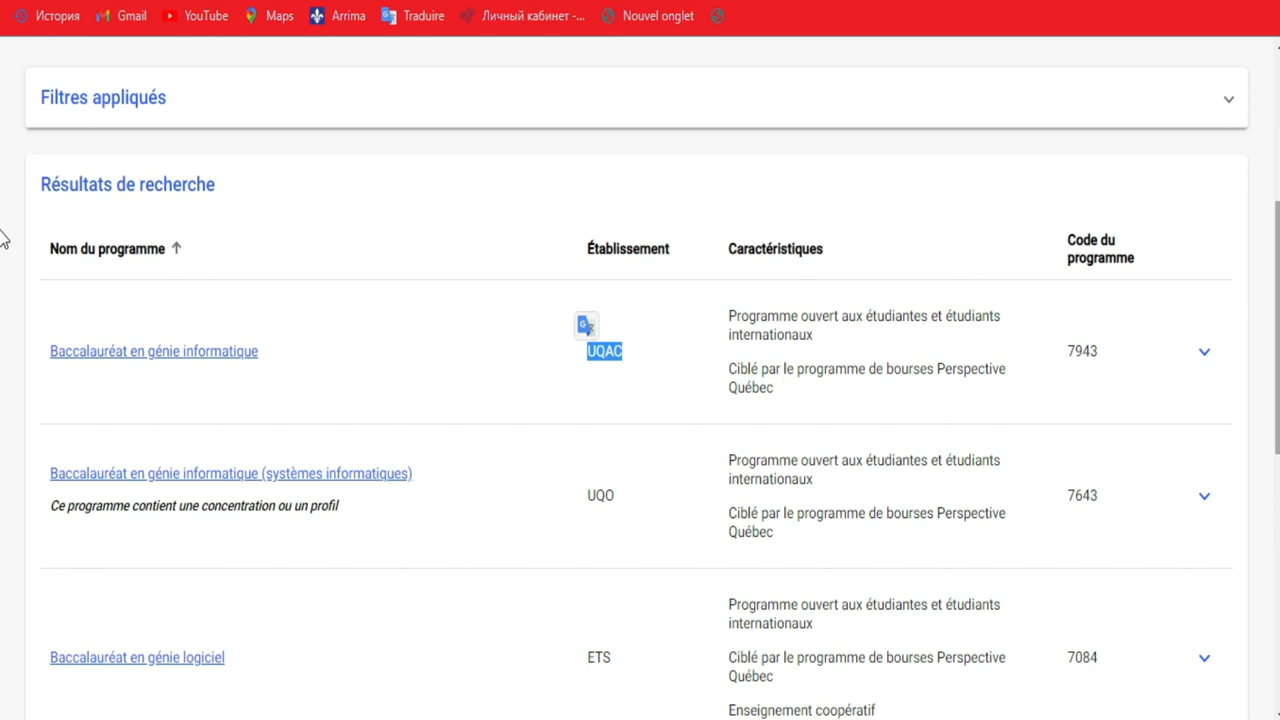 История Gmail YouTube Maps Arrima Traduire Личный кабинет -... Nouvel onglet
Filtres appliqués
Résultats de recherche
Nom du programme ↑ Établissement Caractéristiques Code du
programme
Baccalauréat en génie informatique UQAC Programme ouvert aux étudiantes et étudiants
internationaux
Ciblé par le programme de bourses Perspective
Québec
7943
Baccalauréat en génie informatique (systèmes informatiques)
Ce programme contient une concentration ou un profil
UQO
Programme ouvert aux étudiantes et étudiants
internationaux
Ciblé par le programme de bourses Perspective
Québec
7643
Baccalauréat en génie logiciel
ETS
Programme ouvert aux étudiantes et étudiants
internationaux
Ciblé par le programme de bourses Perspective
Québec
Enseignement coopératif
7084